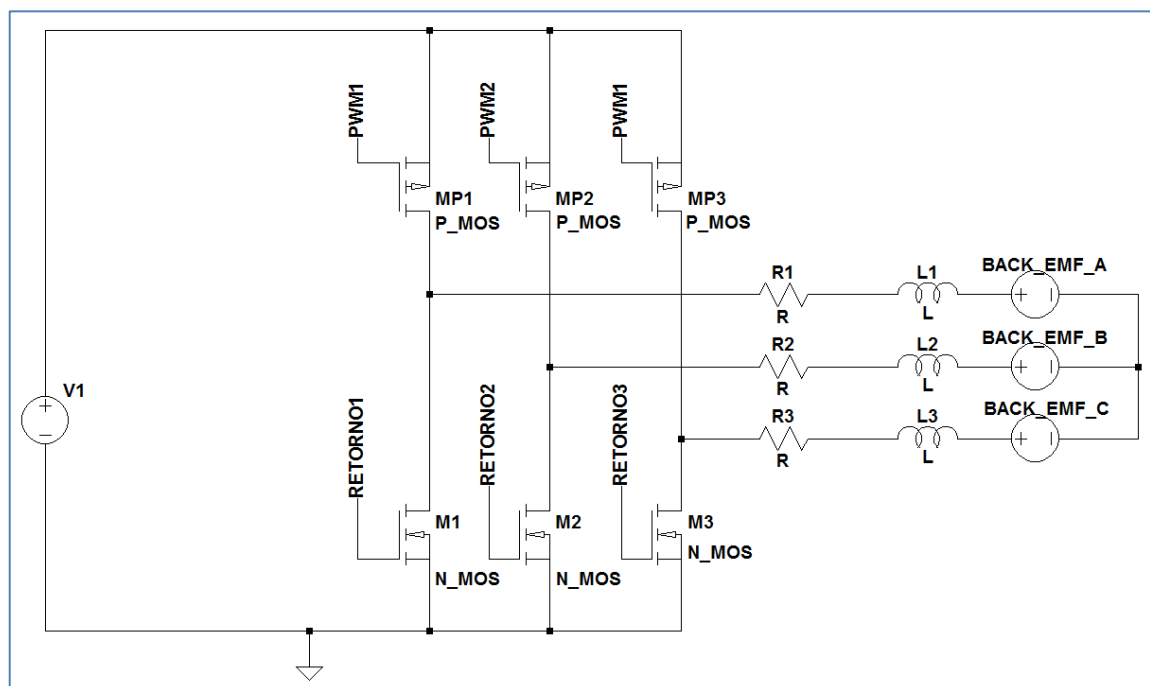 PWM1
PWM2
PWM1
MP1
P_MOS
MP2
P_MOS
MP3
P_MOS
R1
R
L1
L
BACK_EMF_A
R2
R
L2
L
BACK_EMF_B
R3
R
L3
L
BACK_EMF_C
V1
RETORNO1
RETORNO2
RETORNO3
M1
N_MOS
M2
N_MOS
M3
N_MOS